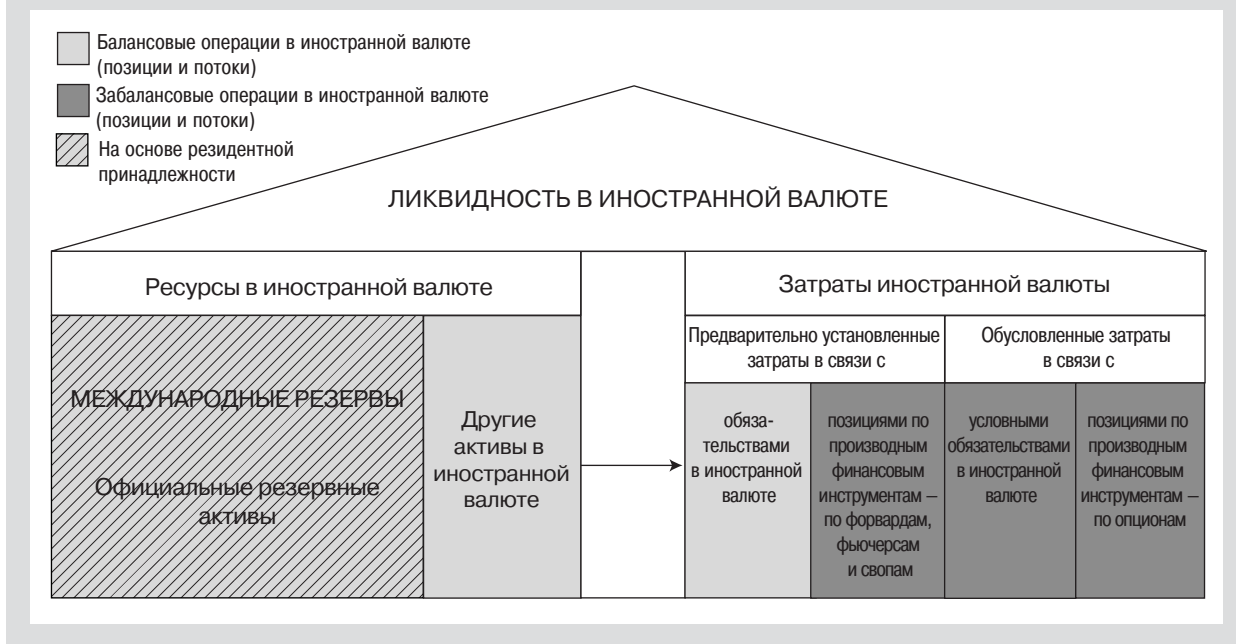 Балансовые операции в иностранной валюте
(позиции и потоки)
Забалансовые операции в иностранной валюте
(позиции и потоки)
На основе резидентной
принадлежности
ЛИКВИДНОСТЬ В ИНОСТРАННОЙ ВАЛЮТЕ
Ресурсы в иностранной валюте
Затраты иностранной валюты
Предварительно установленные
затраты в связи с
Обусловленные затраты
в связи с
МЕЖДУНАРОДНЫЕ РЕЗЕРВЫ
Официальные резервные
активы
Другие
активы в
иностранной
валюте
обяза-
тельствами
в иностранной
валюте
позициями по
производным
финансовым
инструментам –
по форвардам,
фьючерсам
и свопам
условными
обязательствами
в иностранной
валюте
позициями по
производным
финансовым
инструментам –
по опционам